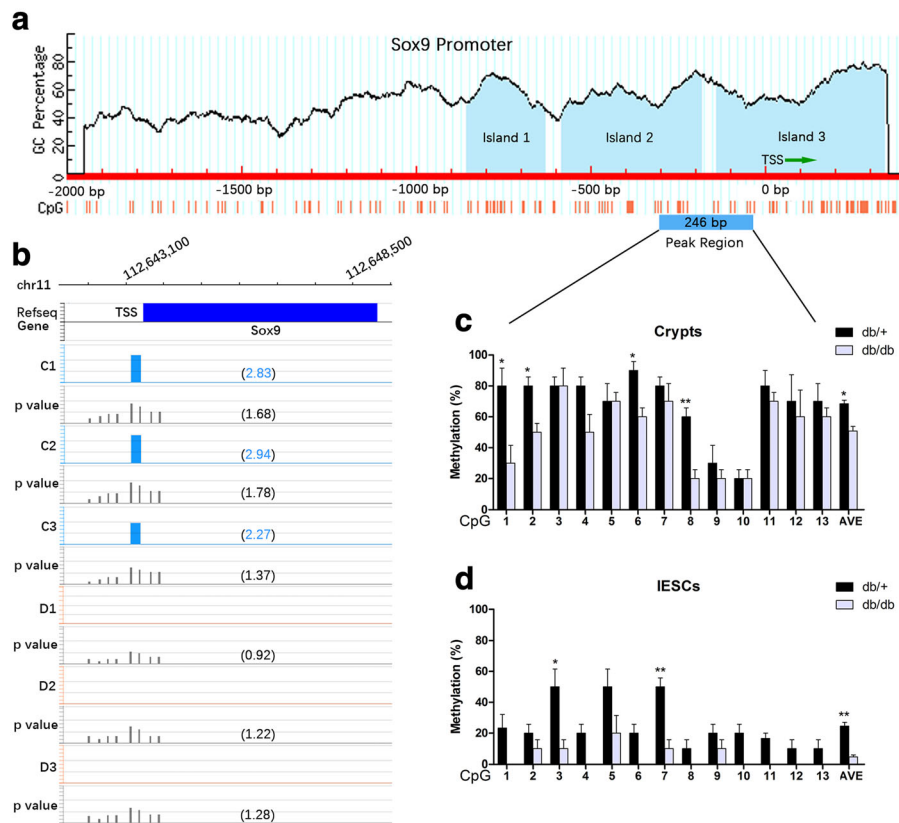 a
Sox9 Promoter
GC Percentage
0 20 40 60 80
Island 1
Island 2
Island 3
TSS
-2000 bp -1500 bp -1000 bp -500 bp 0 bp
CpG
246 bp
Peak Region
b
112,643,100
112,648,500
chr11
Refseq Gene
TSS
Sox9
C1
(2.83)
p value
(1.68)
C2
(2.94)
p value
(1.78)
C3
(2.27)
p value
(1.37)
D1
p value
(0.92)
D2
p value
(1.22)
D3
p value
(1.28)
c
Crypts
db/+
db/db
Methylation (%)
100
80
60
40
20
0
* * * ** *
CpG 1 2 3 4 5 6 7 8 9 10 11 12 13 AVE
d
IESCs
db/+
db/db
Methylation (%)
100
80
60
40
20
0
* ** **
CpG 1 2 3 4 5 6 7 8 9 10 11 12 13 AVE